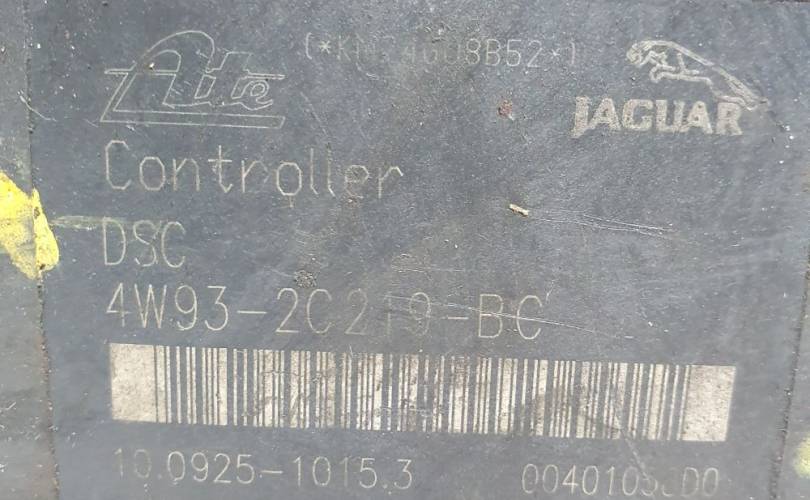 Ate
JAGUAR
Controller
DSC
4W93-2C219-BC
10.0925-1015.3